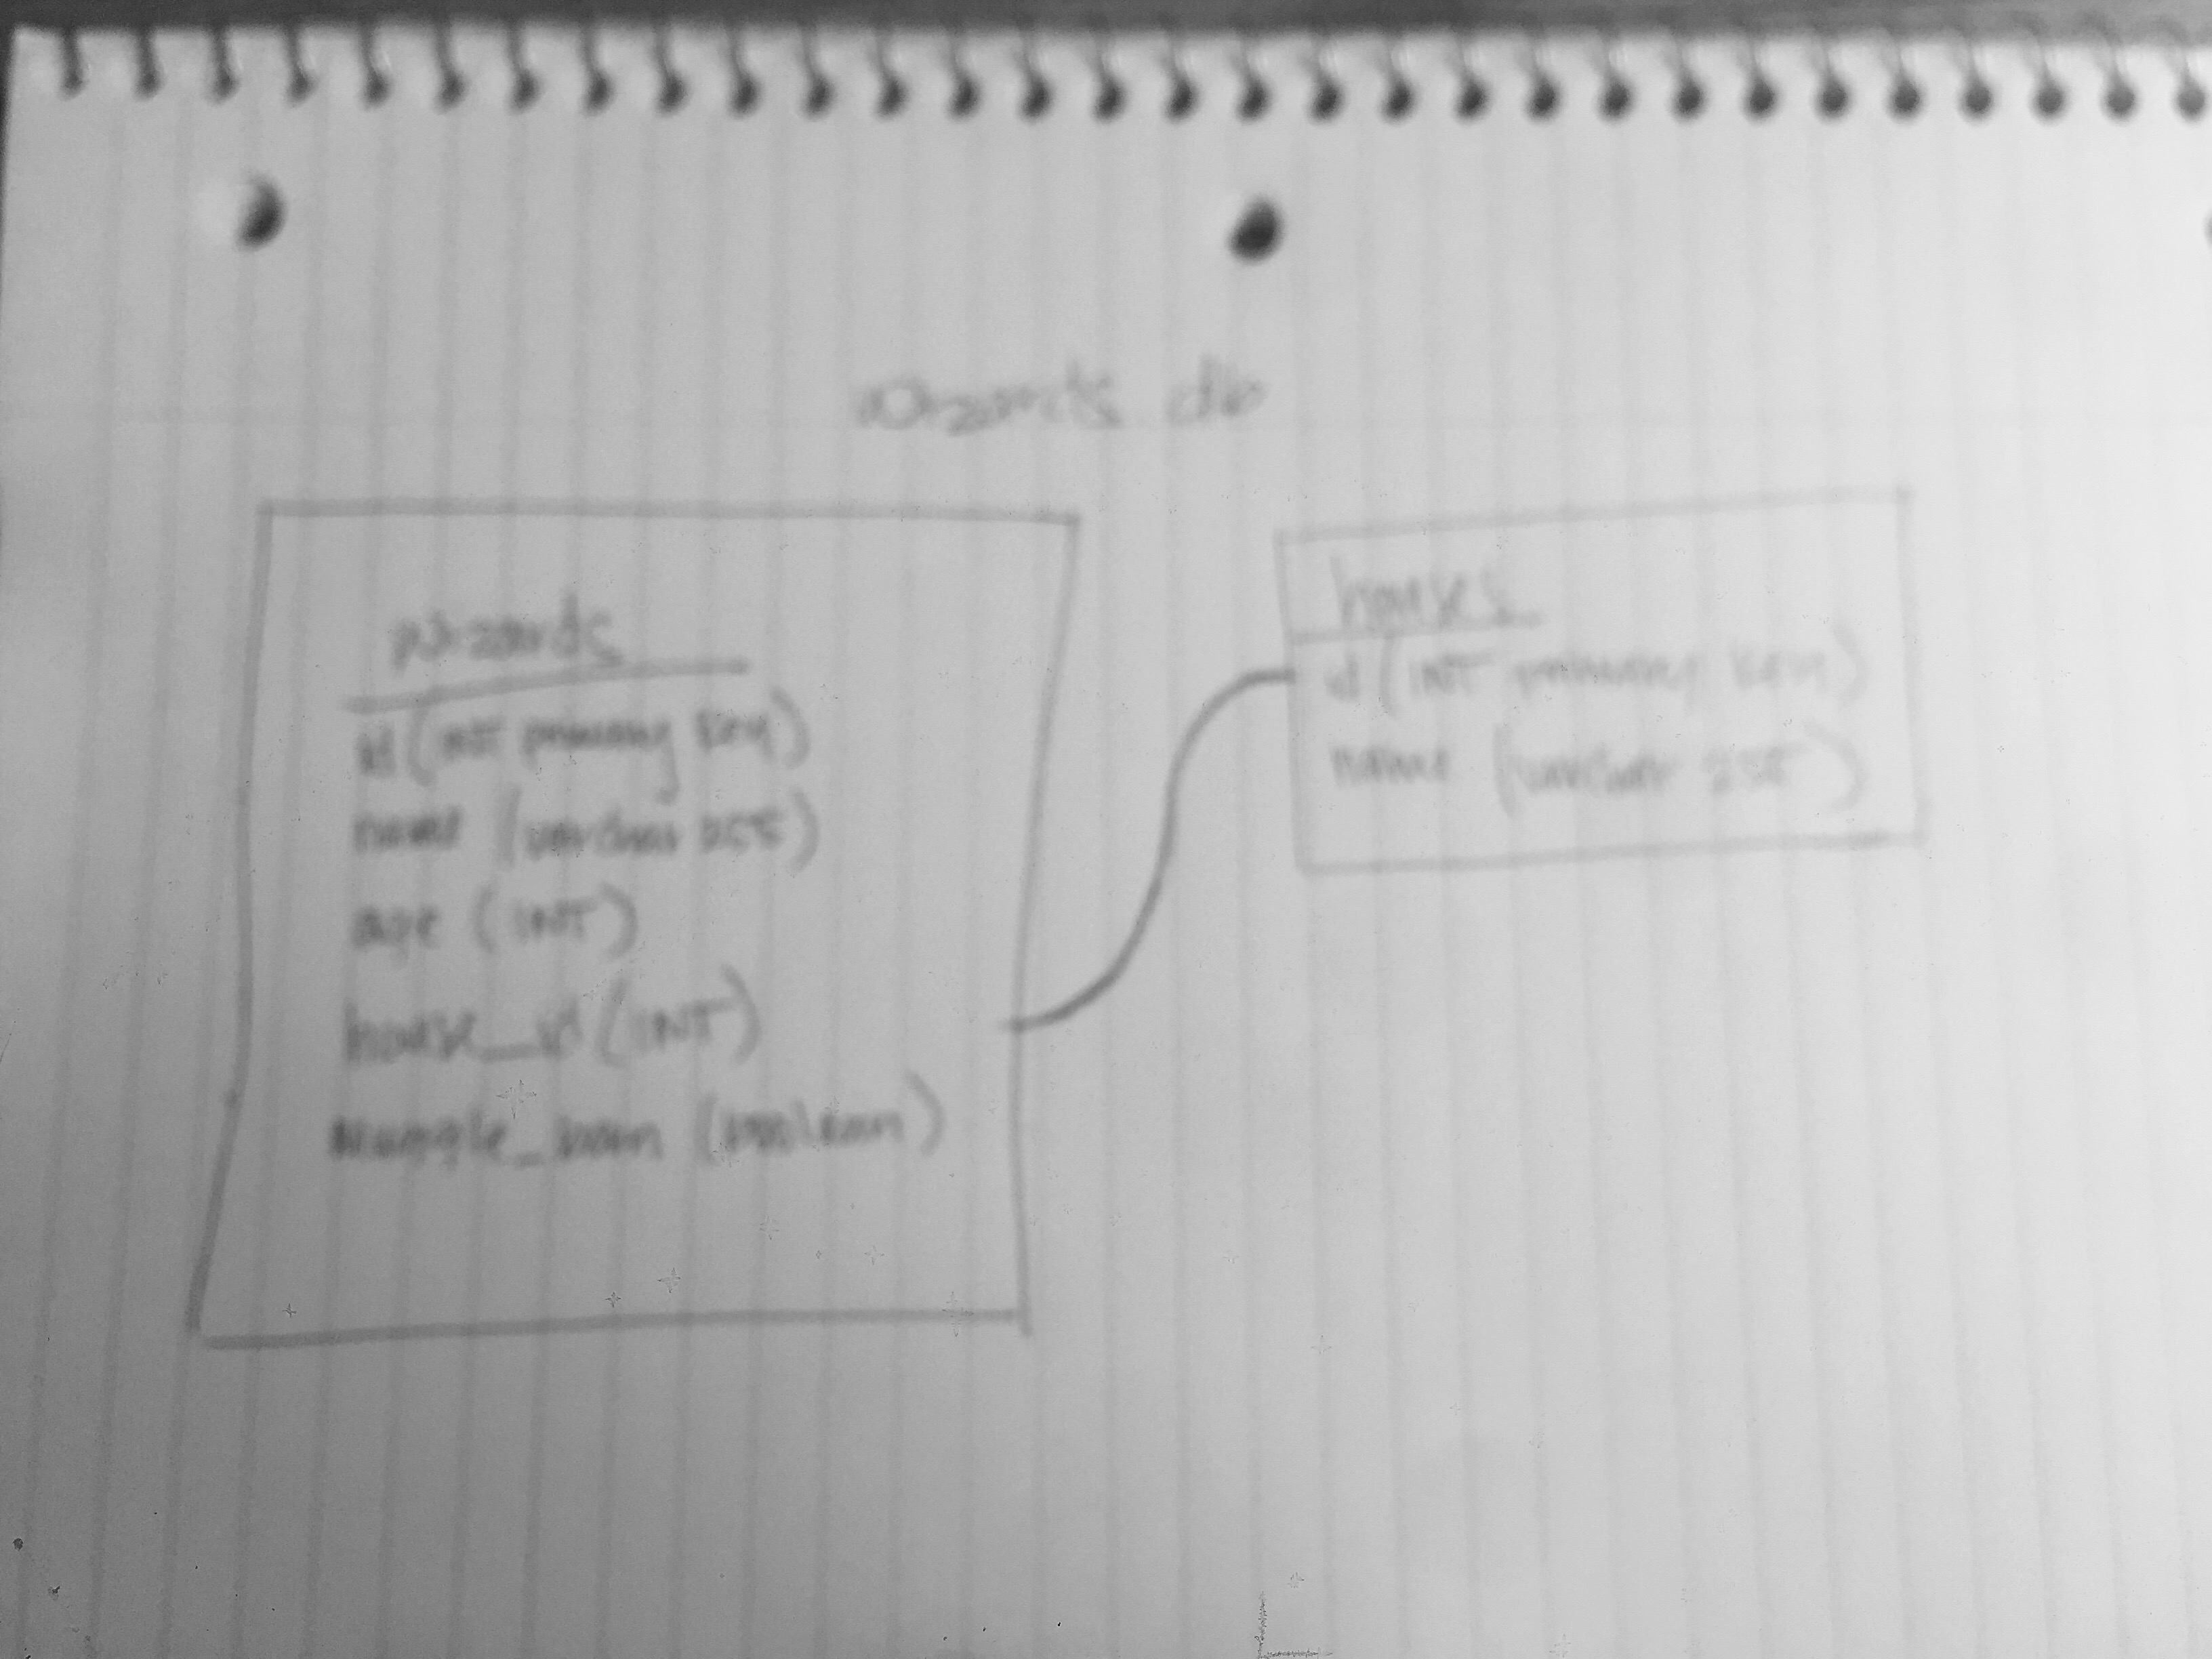 wizards db
wizards
id (INT primary key)
name (varchar 255)
age (INT)
house_id (INT)
muggle_born (boolean)
houses
id (INT primary key)
name (varchar 255)